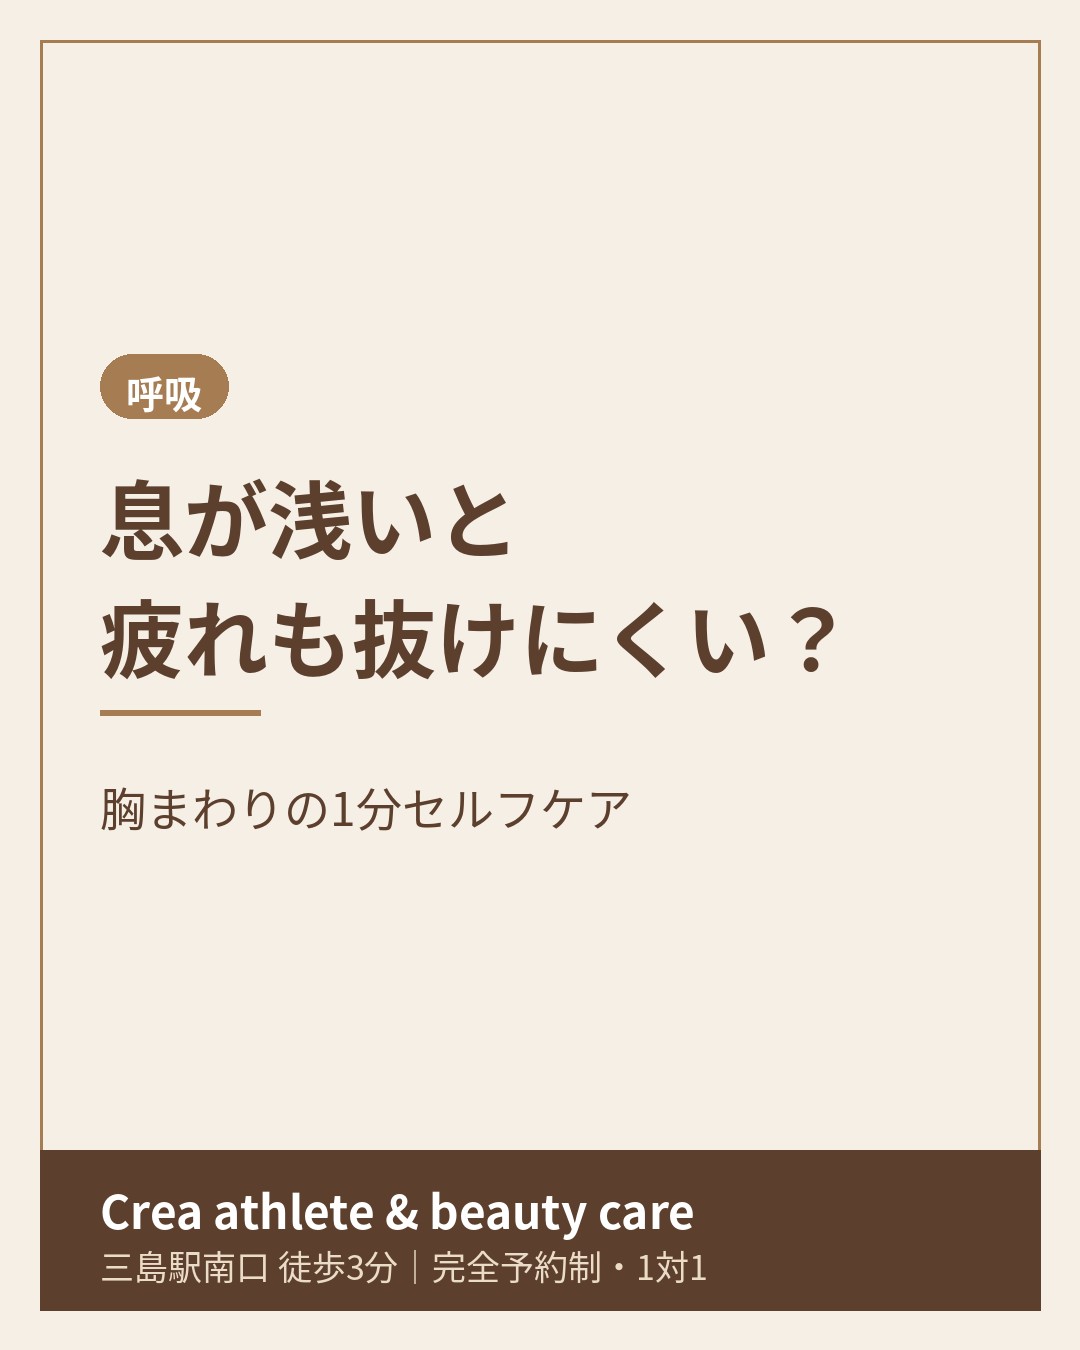 呼吸
息が浅いと
疲れも抜けにくい？
胸まわりの1分セルフケア
Crea athlete & beauty care
三島駅南口 徒歩3分｜完全予約制・1対1